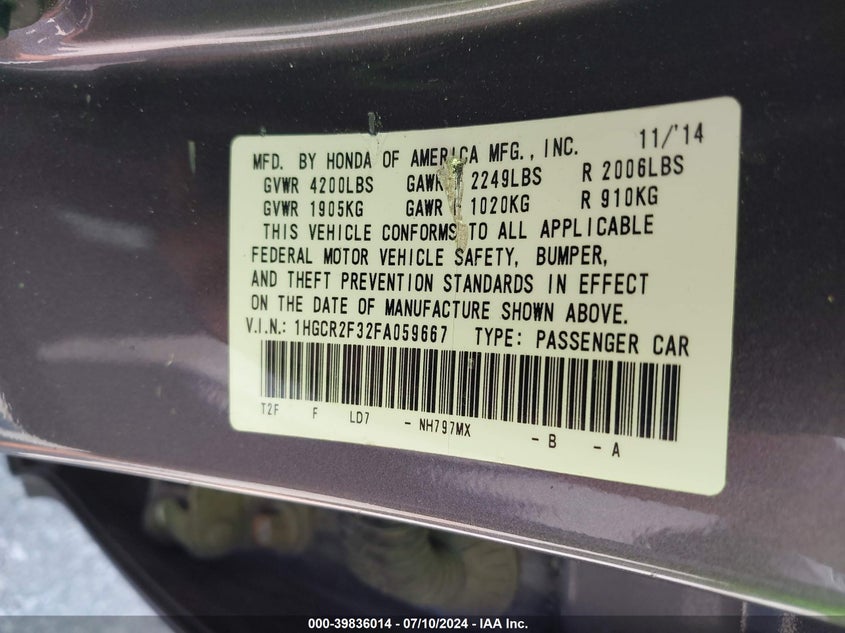 MFD. BY HONDA OF AMERICA MFG., INC. 11/'14
GVWR 4200LBS GAWR 2249LBS R 2006LBS
GVWR 1905KG GAWR 1020KG R 910KG
THIS VEHICLE CONFORMS TO ALL APPLICABLE
FEDERAL MOTOR VEHICLE SAFETY, BUMPER,
AND THEFT PREVENTION STANDARDS IN EFFECT
ON THE DATE OF MANUFACTURE SHOWN ABOVE.
V.I.N.: 1HGCR2F32FA059667 TYPE: PASSENGER CAR
T2F F LD7 - NH797MX - B - A
000-39836014 - 07/10/2024 - IAA Inc.